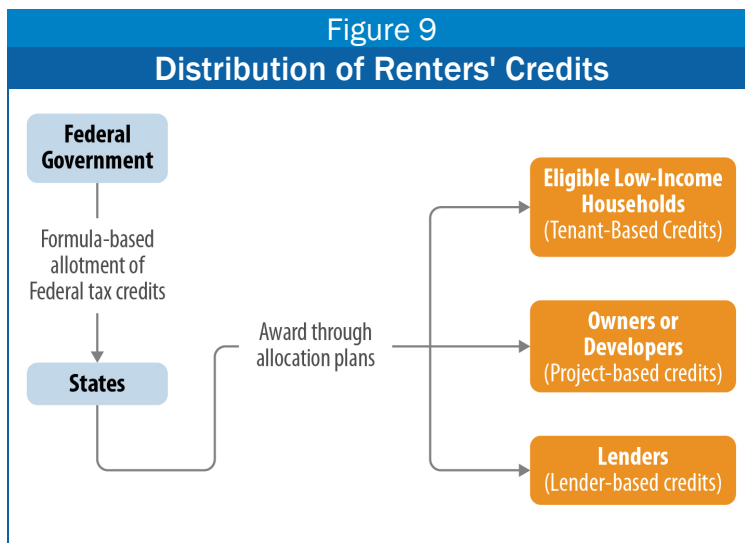 Figure 9
Distribution of Renters' Credits
Federal
Government
Formula-based
allotment of
Federal tax credits
States
Award through
allocation plans
Eligible Low-Income
Households
(Tenant-Based Credits)
Owners or
Developers
(Project-based credits)
Lenders
(Lender-based credits)